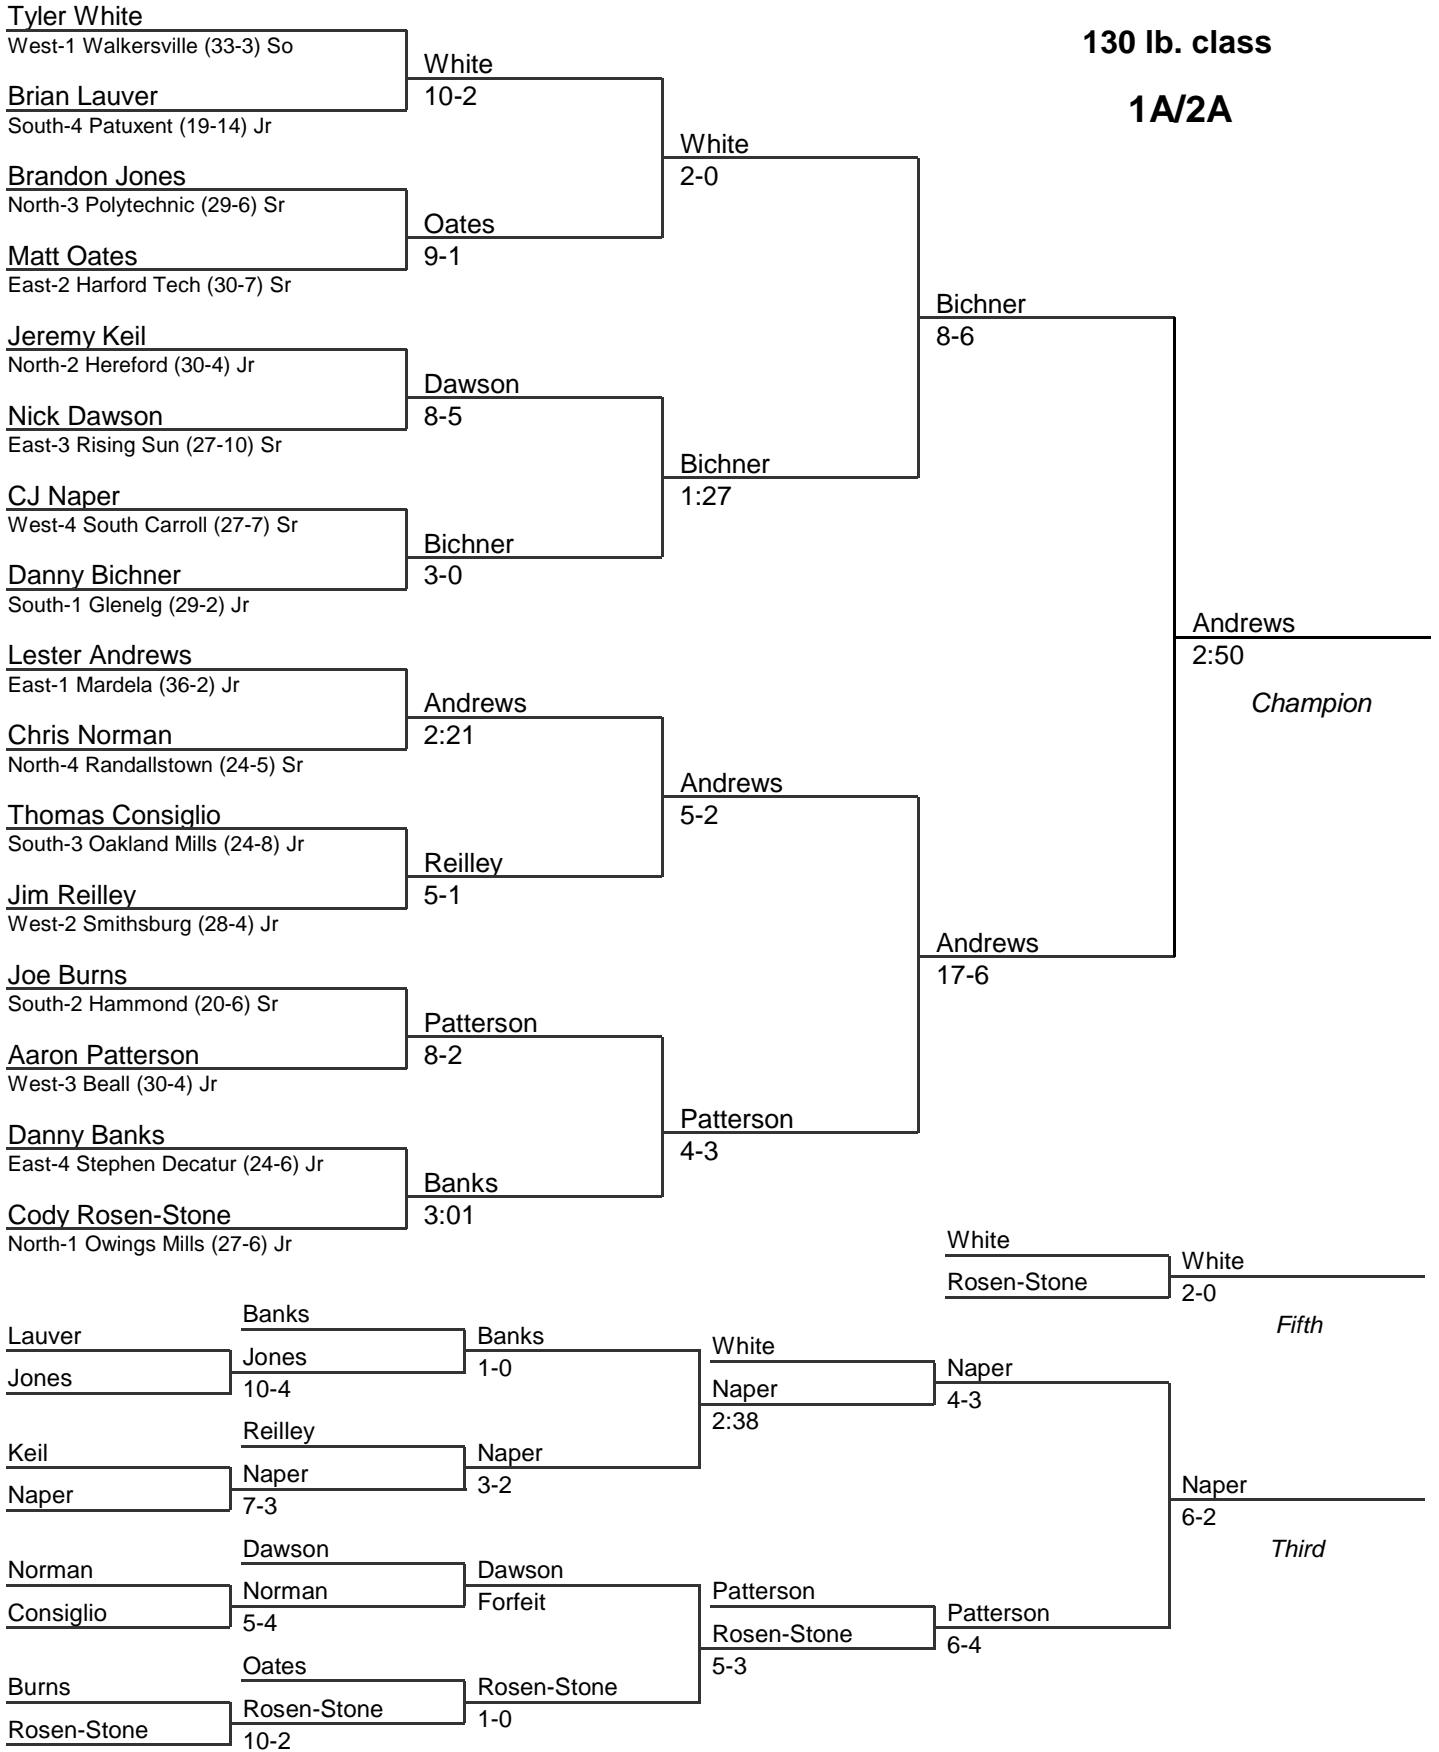 Tyler White
West-1 Walkersville (33-3) So
130 lb. class
White
10-2
Brian Lauver
South-4 Patuxent (19-14) Jr
1A/2A
White
2-0
Brandon Jones
North-3 Polytechnic (29-6) Sr
Oates
9-1
Matt Oates
East-2 Harford Tech (30-7) Sr
Bichner
8-6
Jeremy Keil
North-2 Hereford (30-4) Jr
Dawson
8-5
Nick Dawson
East-3 Rising Sun (27-10) Sr
Bichner
1:27
CJ Naper
West-4 South Carroll (27-7) Sr
Bichner
3-0
Danny Bichner
South-1 Glenelg (29-2) Jr
Andrews
2:50
Champion
Lester Andrews
East-1 Mardela (36-2) Jr
Andrews
2:21
Chris Norman
North-4 Randallstown (24-5) Sr
Andrews
5-2
Thomas Consiglio
South-3 Oakland Mills (24-8) Jr
Reilley
5-1
Jim Reilley
West-2 Smithsburg (28-4) Jr
Andrews
17-6
Joe Burns
South-2 Hammond (20-6) Sr
Patterson
8-2
Aaron Patterson
West-3 Beall (30-4) Jr
Patterson
4-3
Danny Banks
East-4 Stephen Decatur (24-6) Jr
Banks
3:01
Cody Rosen-Stone
North-1 Owings Mills (27-6) Jr
White
Rosen-Stone
White
2-0
Fifth
Lauver
Jones
Banks
Jones
10-4
Banks
1-0
White
Naper
2:38
Naper
4-3
Keil
Naper
Reilley
Naper
7-3
Naper
3-2
Naper
6-2
Third
Norman
Consiglio
Dawson
Norman
5-4
Dawson
Forfeit
Patterson
Rosen-Stone
5-3
Patterson
6-4
Burns
Rosen-Stone
Oates
Rosen-Stone
10-2
Rosen-Stone
1-0